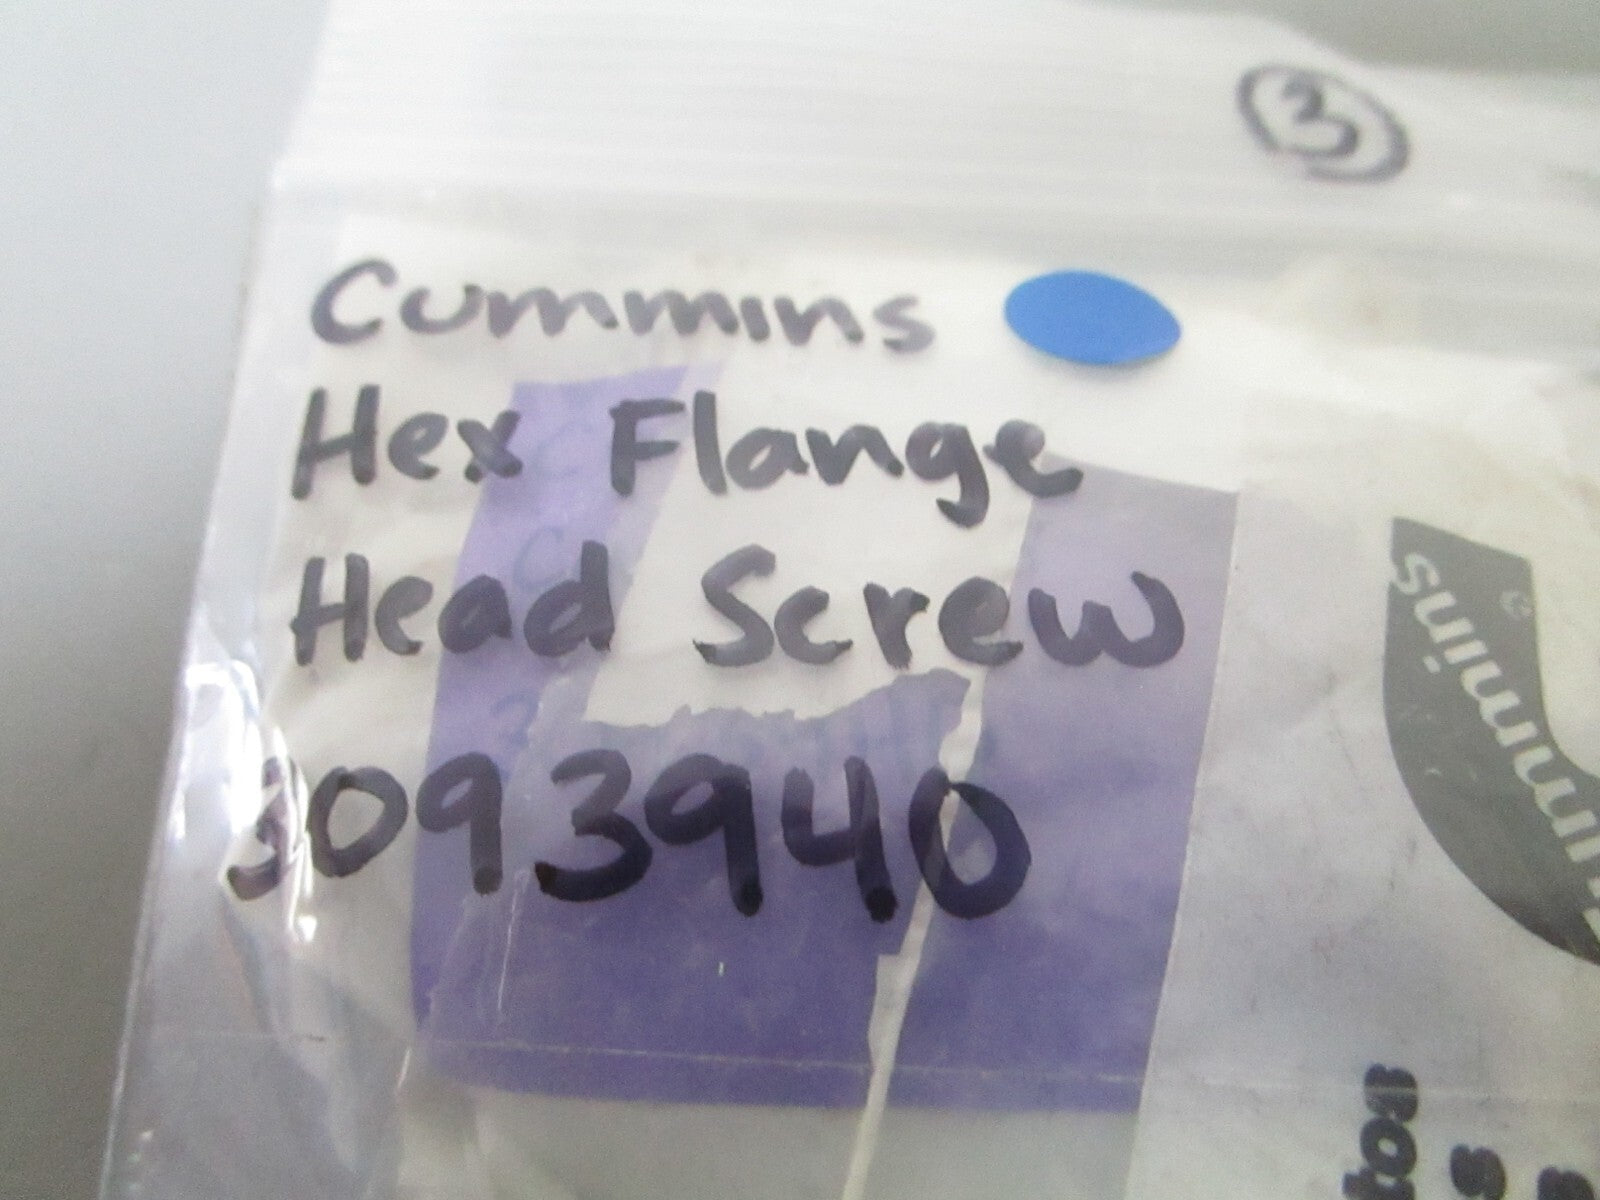 3
Cummins
Hex Flange
Head Screw
3093940